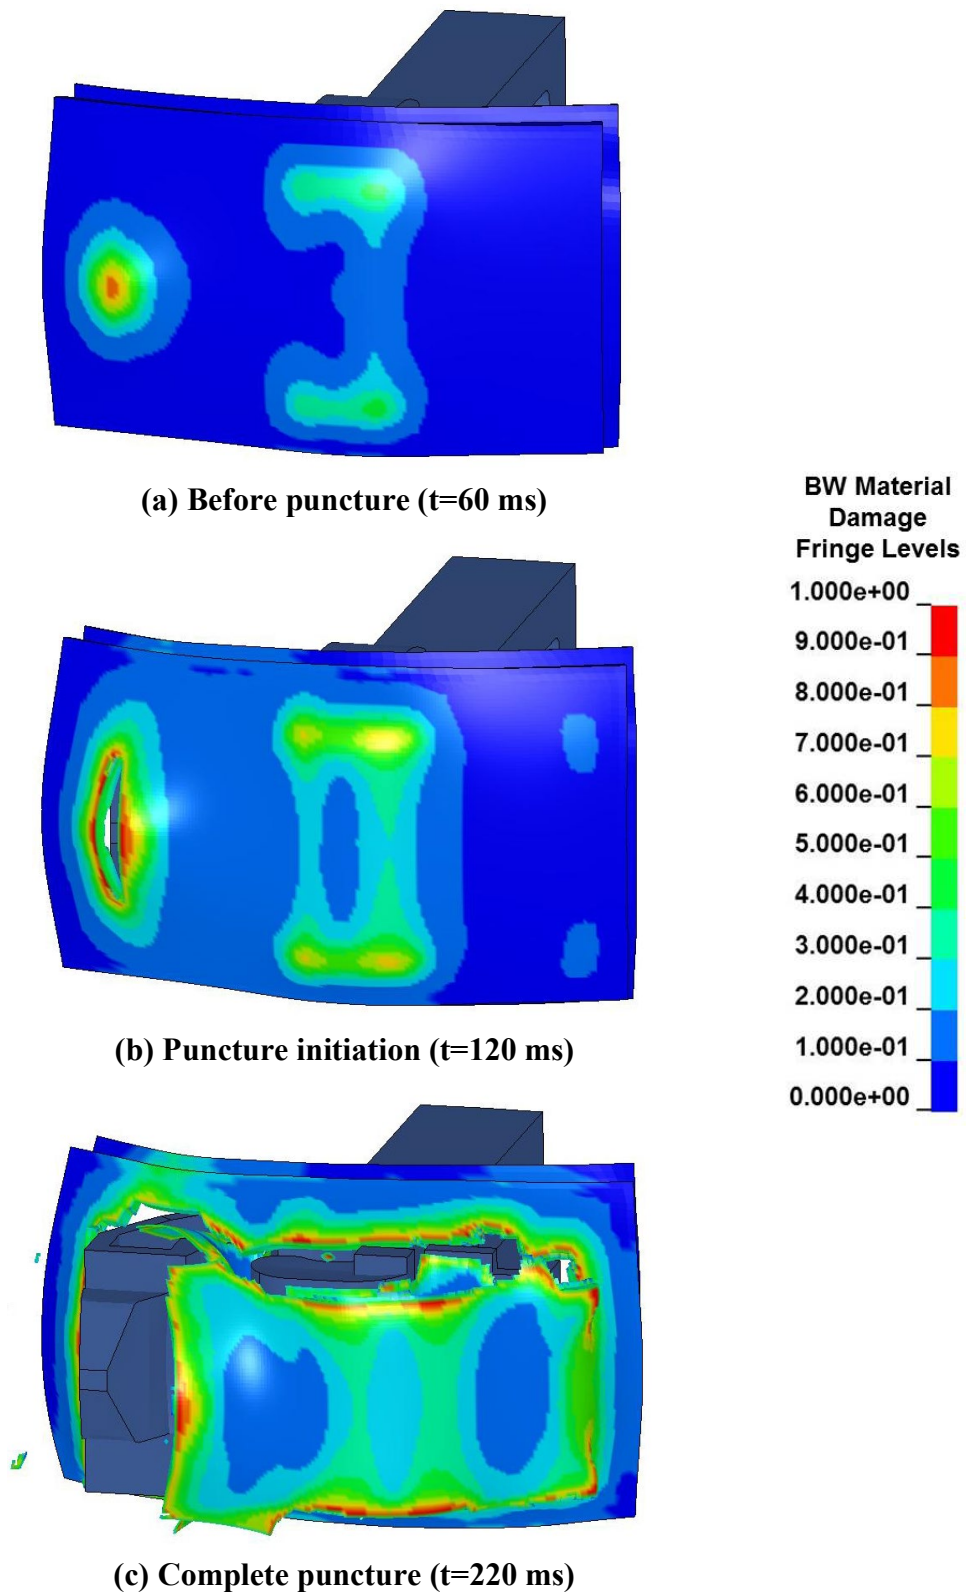 (a) Before puncture (t=60 ms)
BW Material
Damage
Fringe Levels
1.000e+00
9.000e-01
8.000e-01
7.000e-01
6.000e-01
5.000e-01
4.000e-01
3.000e-01
2.000e-01
1.000e-01
0.000e+00
(b) Puncture initiation (t=120 ms)
(c) Complete puncture (t=220 ms)